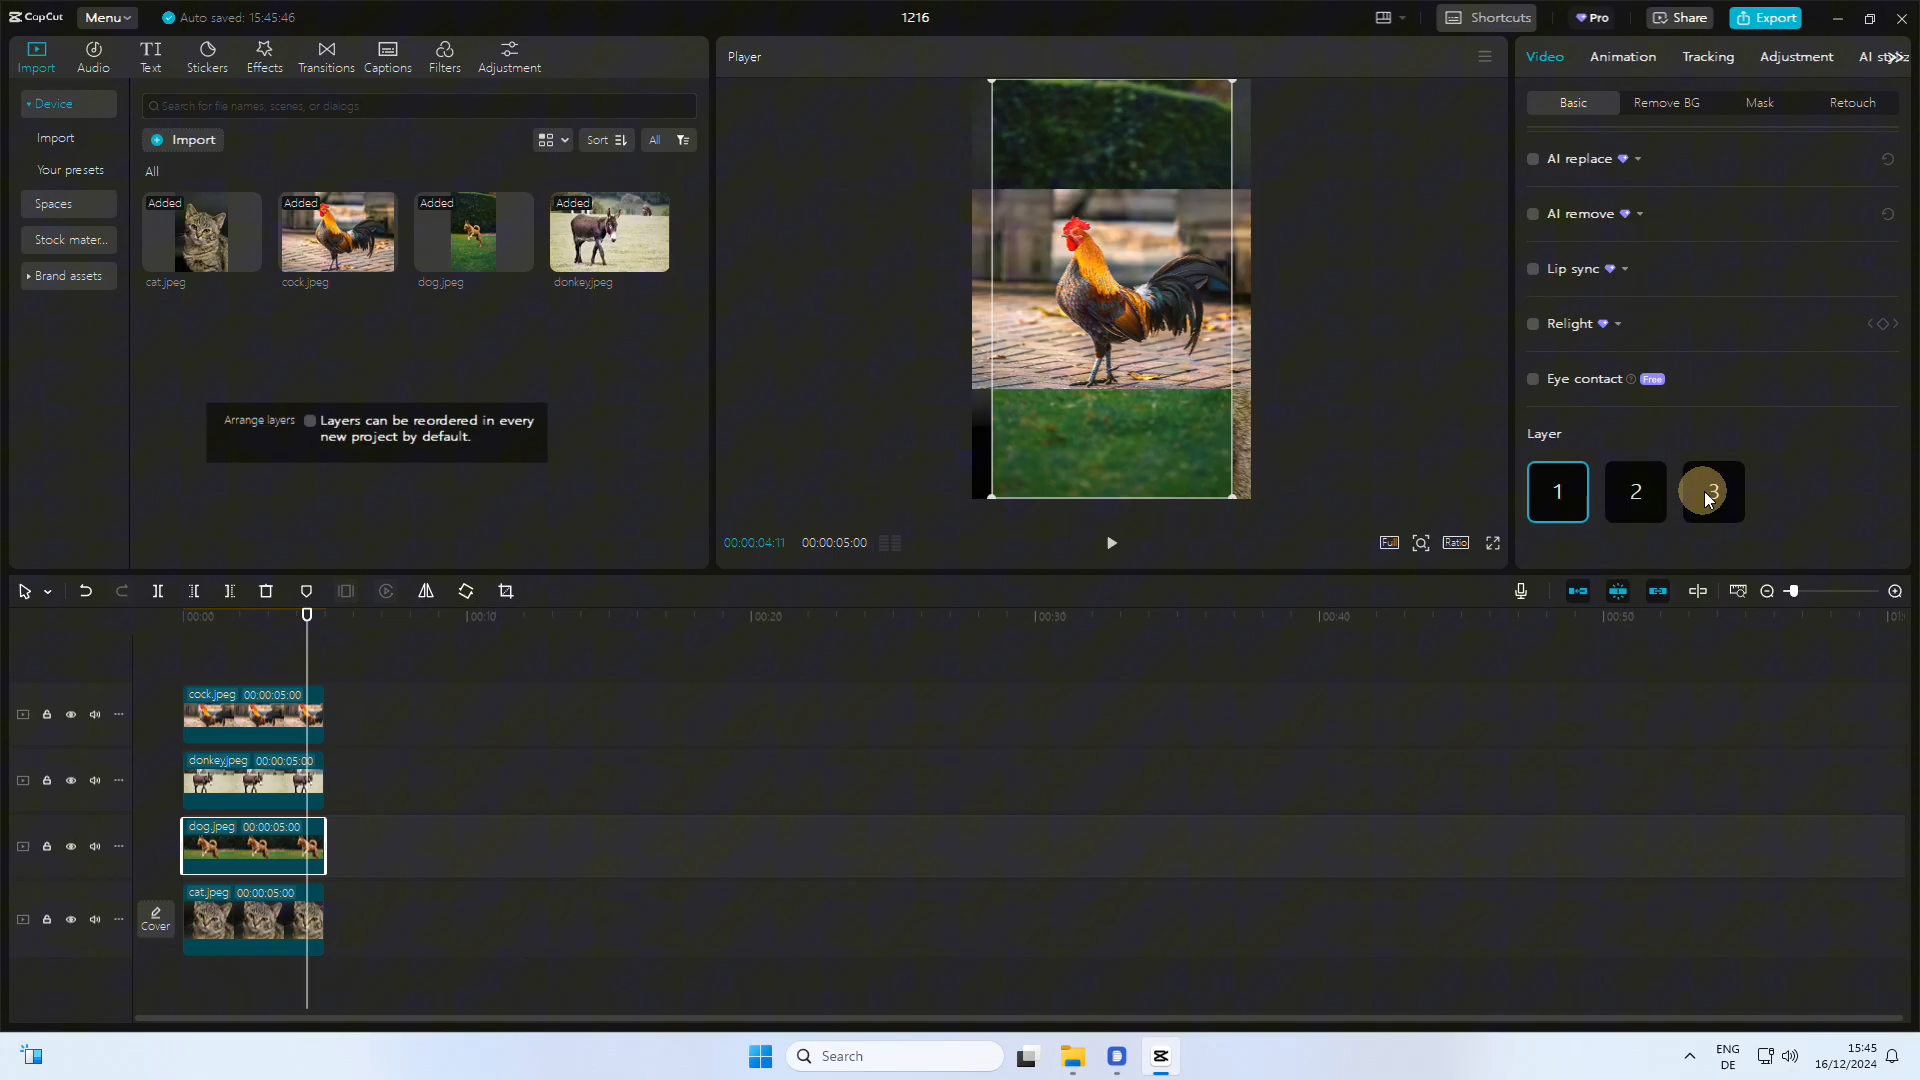 CapCut
Menu
Auto saved: 15:45:46
1216
Shortcuts
Pro
Share
Export
Import
Audio
TI
Text
Stickers
Effects
Transitions
Captions
Filters
Adjustment
Device
Import
Your presets
Spaces
Stock mater...
Brand assets
Search for file names, scenes, or dialogs
Import
Sort
All
All
Added
Added
Added
Added
cat.jpeg
cock.jpeg
dog.jpeg
donkey.jpeg
Arrange layers
Layers can be reordered in every
new project by default.
Player
00:00:04:11
00:00:05:00
Full
Ratio
Video
Animation
Tracking
Adjustment
Basic
Remove BG
Mask
Retouch
AI replace
AI remove
Lip sync
Relight
Eye contact
Free
Layer
1
2
3
00:00
00:10
00:20
00:30
00:40
00:50
cock.jpeg 00:00:05:00
donkey.jpeg 00:00:05:00
dog.jpeg 00:00:05:00
cat.jpeg 00:00:05:00
Cover
Search
ENG
DE
15:45
16/12/2024